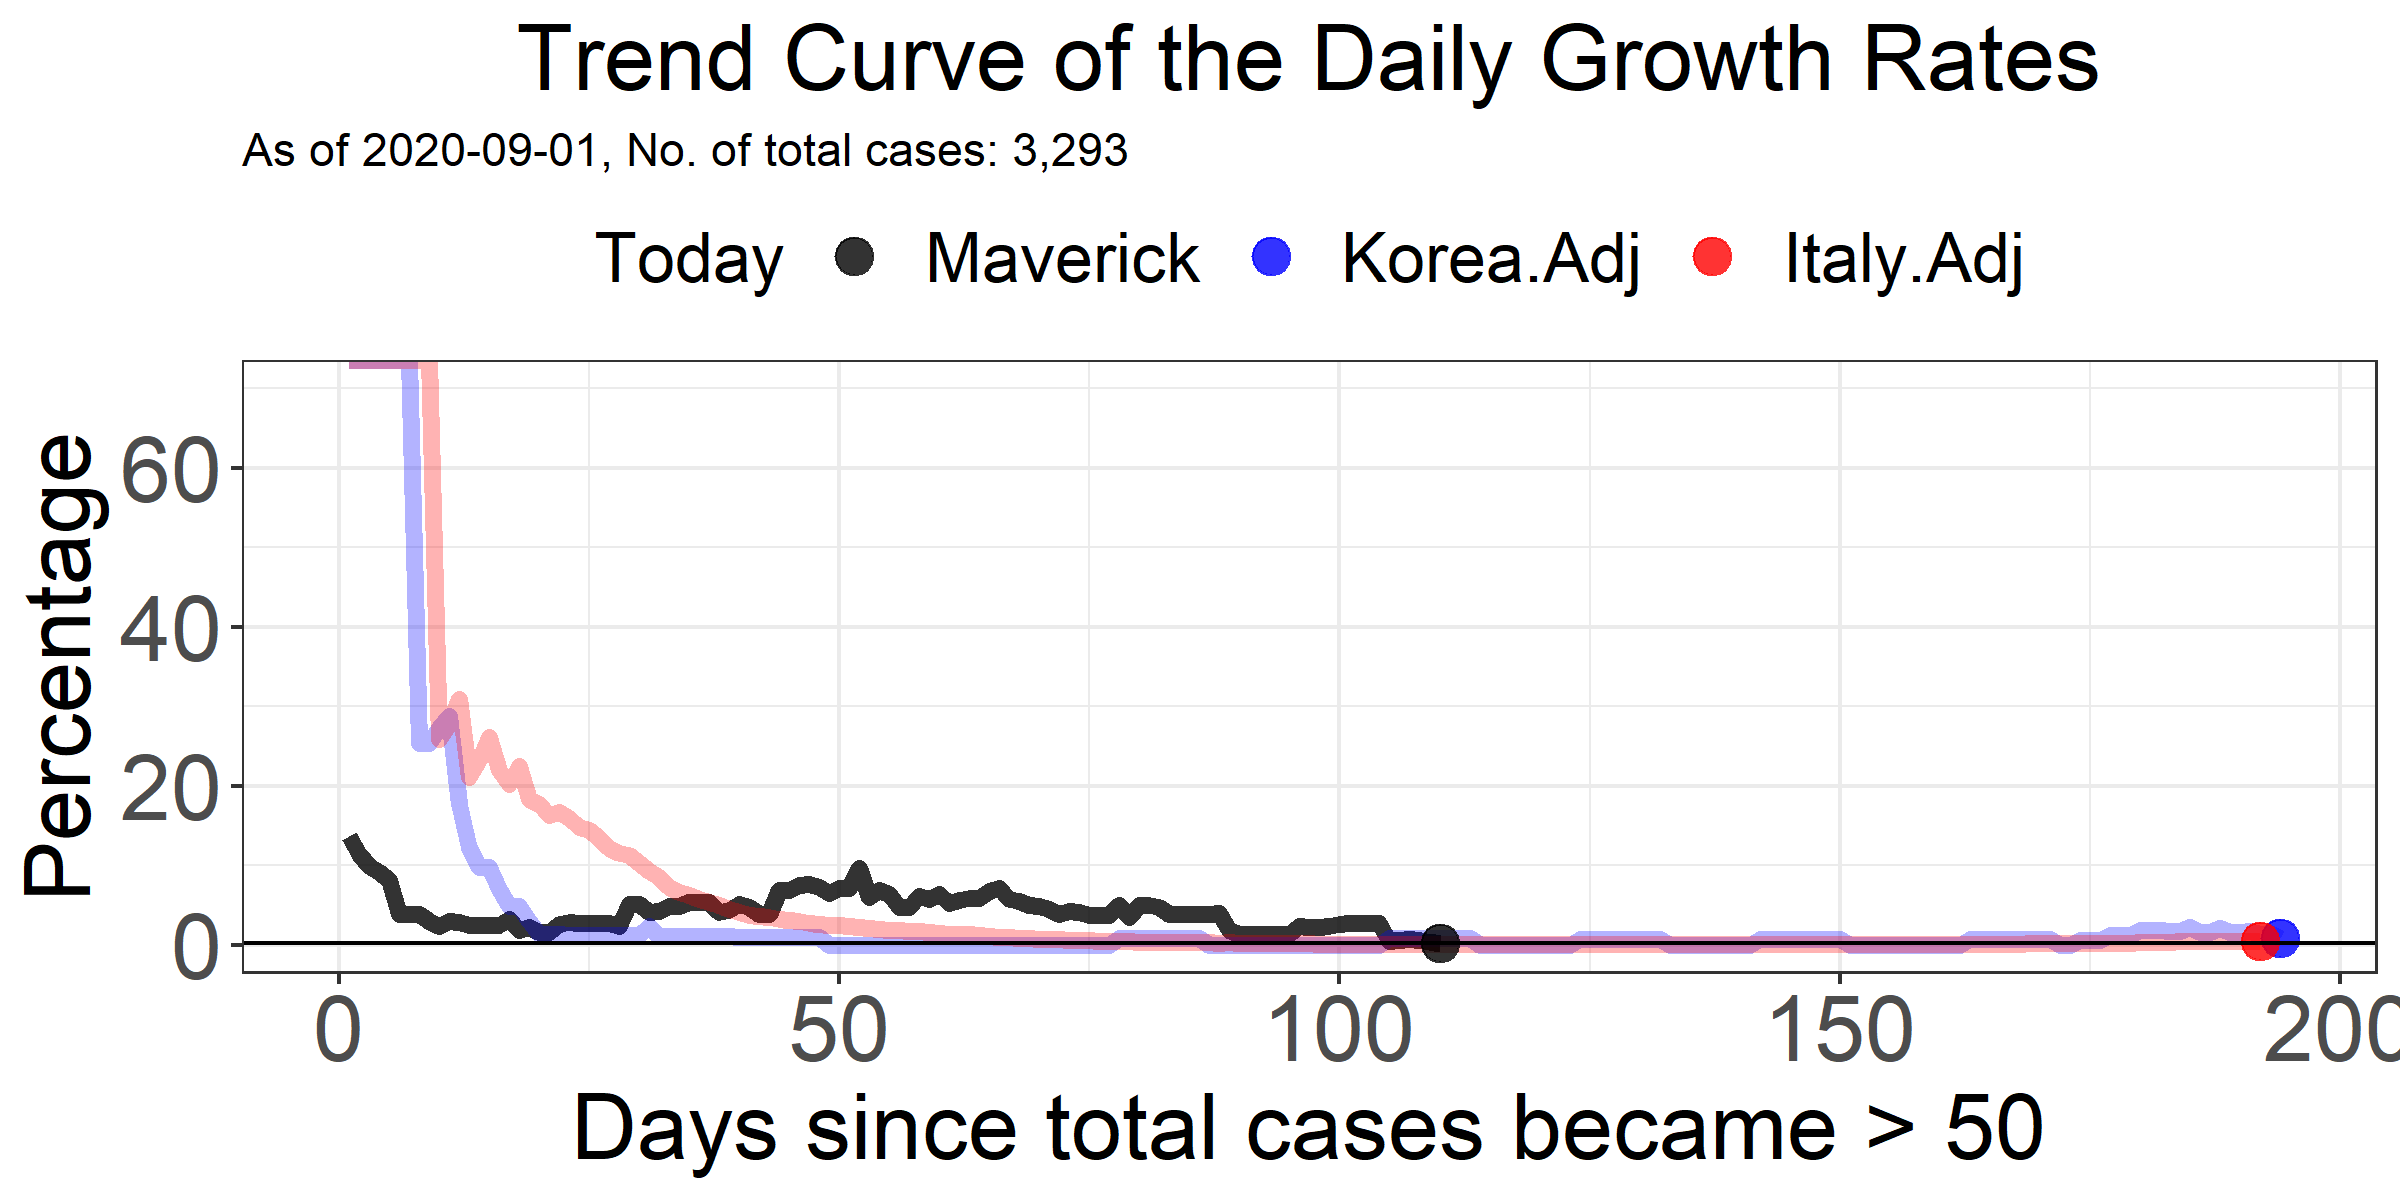 Trend Curve of the Daily Growth Rates
As of 2020-09-01, No. of total cases: 3,293
Today Maverick Korea.Adj Italy.Adj
Percentage
60
40
20
0
0 50 100 150 200
Days since total cases became > 50